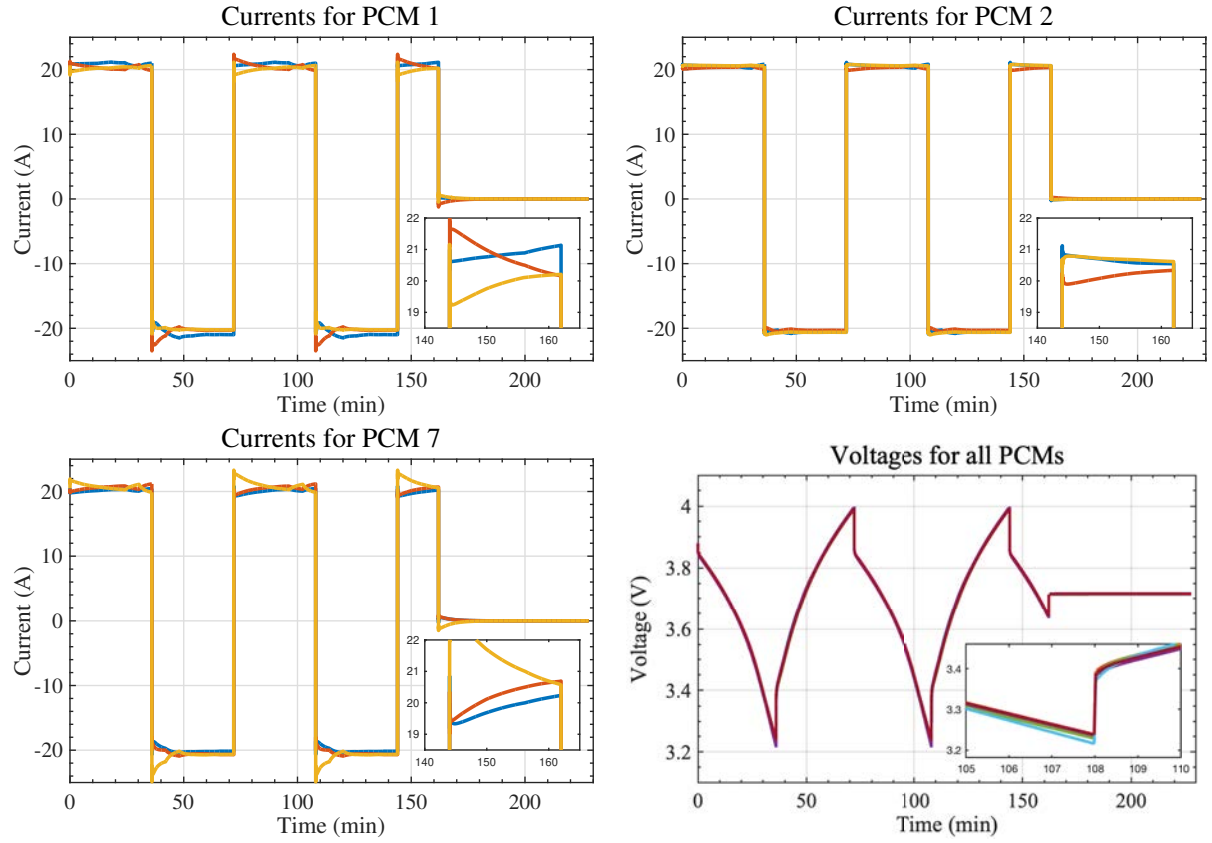 Currents for PCM 1
Current (A)
20
10
0
-10
-20
22
21
20
19
140 150 160
0 50 100 150 200
Time (min)
Currents for PCM 2
Current (A)
20
10
0
-10
-20
22
21
20
19
140 150 160
0 50 100 150 200
Time (min)
Currents for PCM 7
Current (A)
20
10
0
-10
-20
22
21
20
19
140 150 160
0 50 100 150 200
Time (min)
Voltages for all PCMs
Voltage (V)
4
3.8
3.6
3.4
3.2
3.4
3.3
3.2
105 106 107 108 109 110
0 50 100 150 200
Time (min)